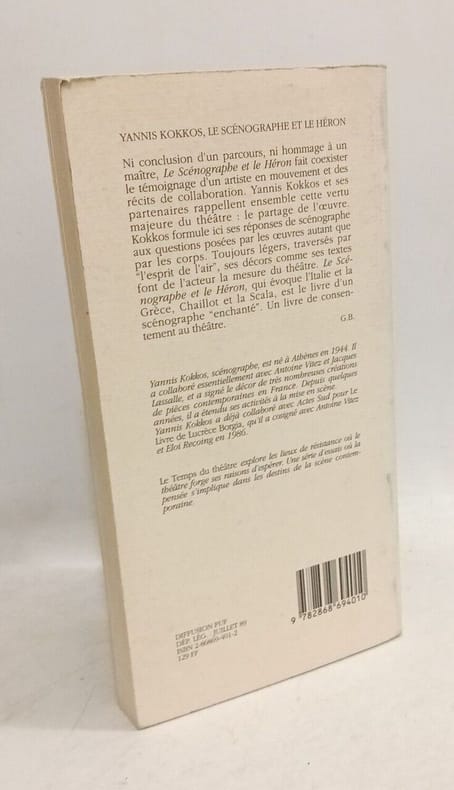 YANNIS KOKKOS, LE SCÉNOGRAPHE ET LE HÉRON
Ni conclusion d'un parcours, ni hommage à un
maître, Le Scénographe et le Héron fait coexister
le témoignage d'un artiste en mouvement et des
récits de collaboration. Yannis Kokkos et ses
partenaires rappellent ensemble cette vertu
majeure du théâtre : le partage de l'œuvre.
Kokkos formule ici ses réponses de scénographe
aux questions posées par les œuvres autant que
par les corps. Toujours légers, traversés par
"l'esprit de l'air", ses décors comme ses textes
font de l'acteur la mesure du théâtre. Le Scé-
nographe et le Héron, qui évoque l'Italie et la
Grèce, Chaillot et la Scala, est le livre d'un
scénographe "enchanté". Un livre de consen-
tement au théâtre.
G.B.
Yannis Kokkos, scénographe, est né à Athènes en 1944. Il
a collaboré essentiellement avec Antoine Vitez et Jacques
Lassalle, et a signé le décor de très nombreuses créations
de pièces contemporaines en France. Depuis quelques
années, il a étendu ses activités à la mise en scène.
Yannis Kokkos a déjà collaboré avec Actes Sud pour Le
Livre de Lucrèce Borgia, qu'il a cosigné avec Antoine Vitez
et Eloi Recoing en 1986.
Le Temps du théâtre explore les lieux de résistance où le
théâtre forge ses raisons d'espérer. Une série d'essais où la
pensée s'implique dans les destins de la scène contem-
poraine.
DIFFUSION PUF
DÉP. LÉG. : JUILLET 89
ISBN 2-86869-401-2
129 FF
9 782868 694010